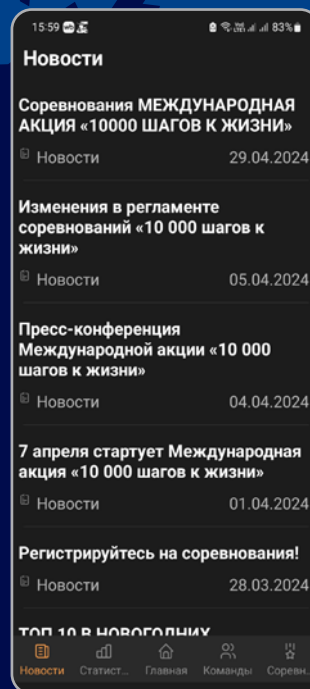 15:59 83%
Новости
Соревнования МЕЖДУНАРОДНАЯ
АКЦИЯ «10000 ШАГОВ К ЖИЗНИ»
Новости 29.04.2024
Изменения в регламенте
соревнований «10 000 шагов к
жизни»
Новости 05.04.2024
Пресс-конференция
Международной акции «10 000
шагов к жизни»
Новости 04.04.2024
7 апреля стартует Международная
акция «10 000 шагов к жизни»
Новости 01.04.2024
Регистрируйтесь на соревнования!
Новости 28.03.2024
ТОП 10 В НОВОГОДНИХ
Новости Статист... Главная Команды Соревн...